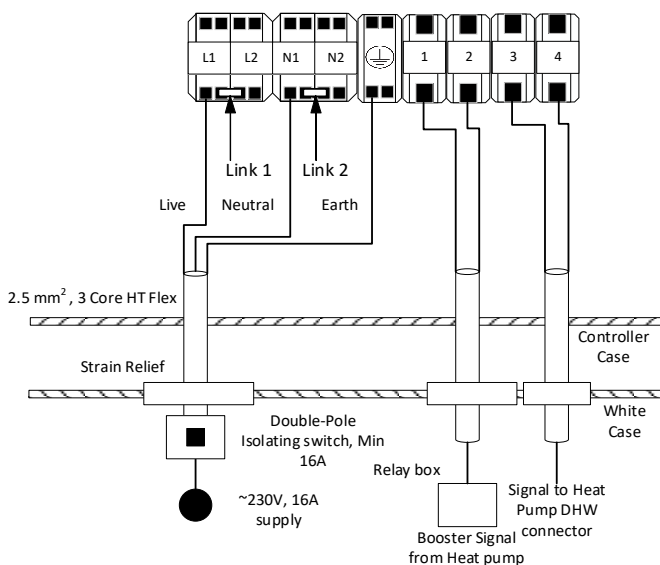 L1 L2 N1 N2 1 2 3 4
Link 1 Link 2
Live Neutral Earth
2.5 mm², 3 Core HT Flex
Controller
Case
Strain Relief
White
Case
Double-Pole
Isolating switch, Min
16A
Relay box
~230V, 16A
supply
Signal to Heat
Pump DHW
connector
Booster Signal
from Heat pump